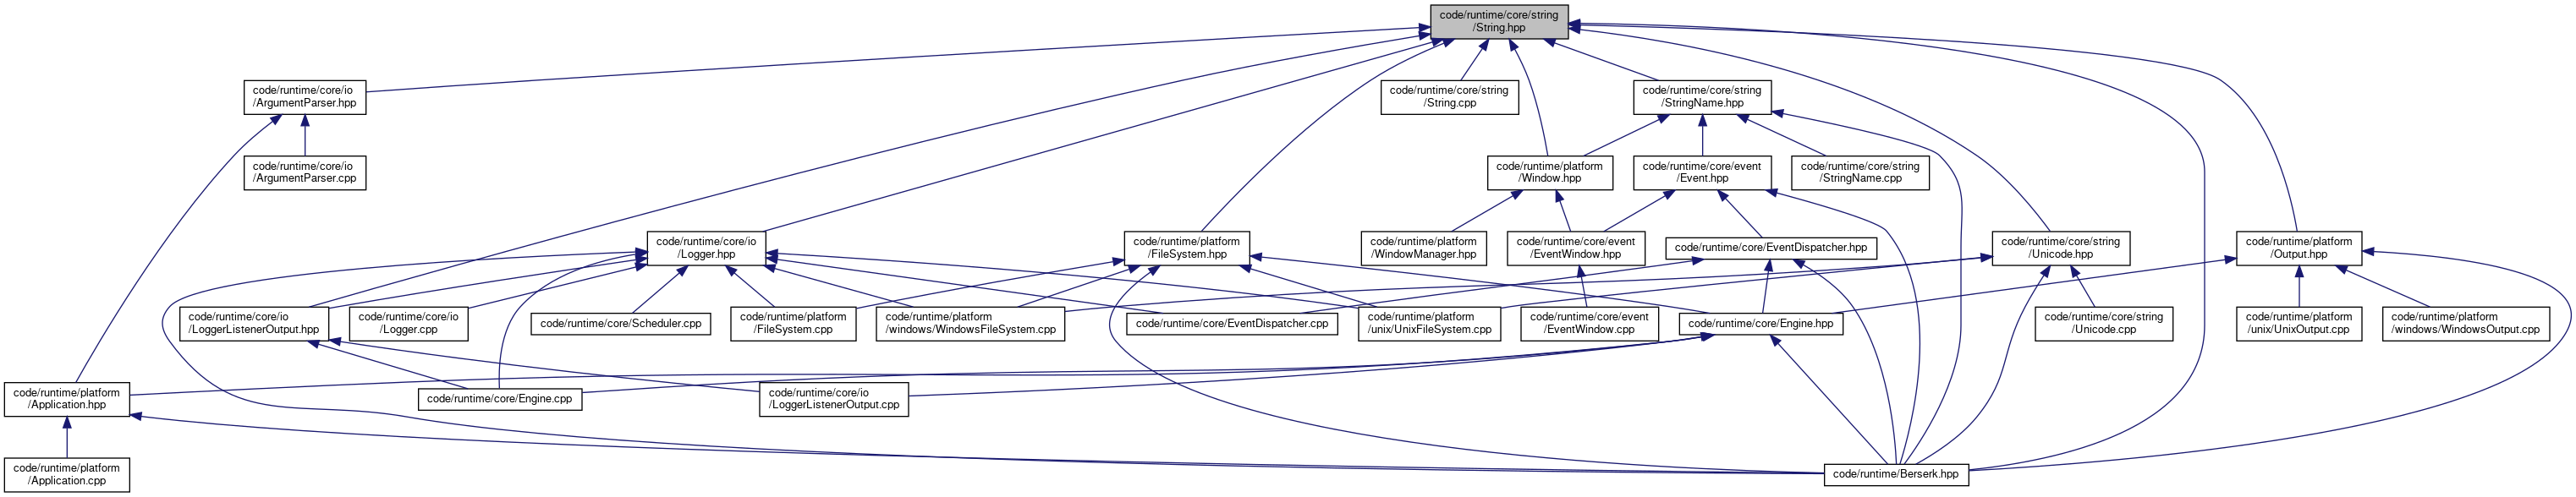 code/runtime/core/string
/String.hpp
code/runtime/core/io
/ArgumentParser.hpp
code/runtime/core/string
/String.cpp
code/runtime/core/string
/StringName.hpp
code/runtime/core/io
/ArgumentParser.cpp
code/runtime/platform
/Window.hpp
code/runtime/core/event
/Event.hpp
code/runtime/core/string
/StringName.cpp
code/runtime/core/io
/Logger.hpp
code/runtime/platform
/FileSystem.hpp
code/runtime/platform
/WindowManager.hpp
code/runtime/core/event
/EventWindow.hpp
code/runtime/core/EventDispatcher.hpp
code/runtime/core/string
/Unicode.hpp
code/runtime/platform
/Output.hpp
code/runtime/core/io
/LoggerListenerOutput.hpp
code/runtime/core/io
/Logger.cpp
code/runtime/core/Scheduler.cpp
code/runtime/platform
/FileSystem.cpp
code/runtime/platform
/windows/WindowsFileSystem.cpp
code/runtime/core/EventDispatcher.cpp
code/runtime/platform
/unix/UnixFileSystem.cpp
code/runtime/core/event
/EventWindow.cpp
code/runtime/core/Engine.hpp
code/runtime/core/string
/Unicode.cpp
code/runtime/platform
/unix/UnixOutput.cpp
code/runtime/platform
/windows/WindowsOutput.cpp
code/runtime/platform
/Application.hpp
code/runtime/core/Engine.cpp
code/runtime/core/io
/LoggerListenerOutput.cpp
code/runtime/platform
/Application.cpp
code/runtime/Berserk.hpp